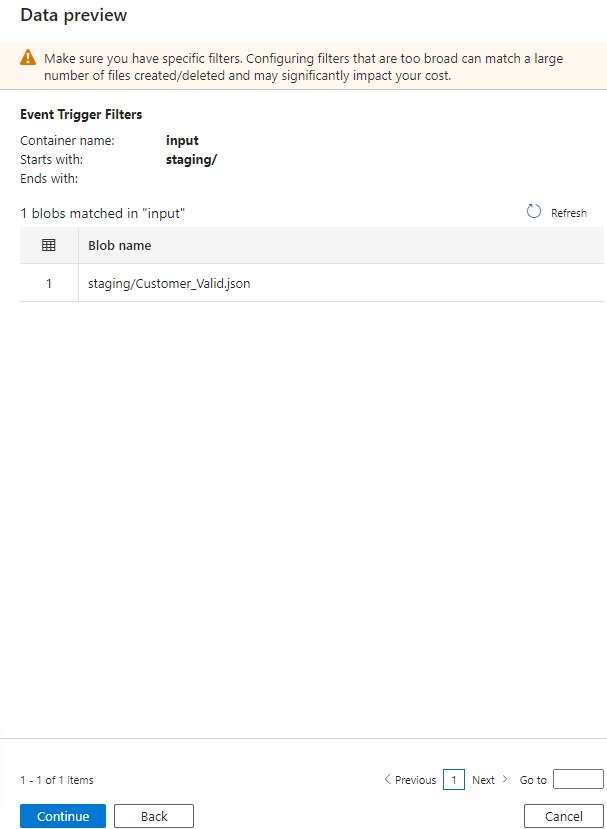 Data preview
Make sure you have specific filters. Configuring filters that are too broad can match a large
number of files created/deleted and may significantly impact your cost.
Event Trigger Filters
Container name: input
Starts with: staging/
Ends with:
1 blobs matched in "input"
Refresh
Blob name
1 staging/Customer_Valid.json
1 - 1 of 1 items
< Previous 1 Next > Go to
Continue Back Cancel